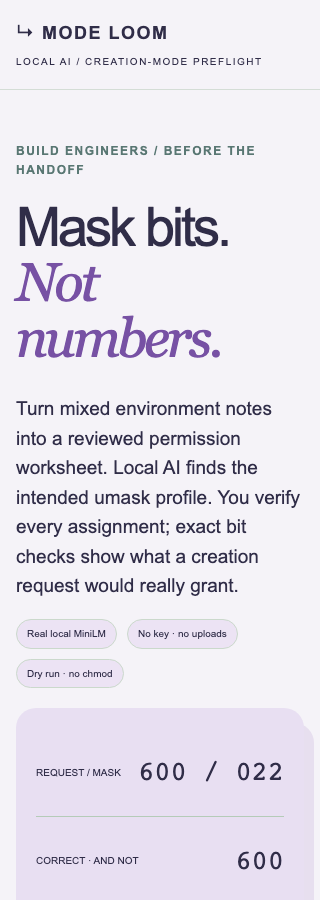 ↳ MODE LOOM
LOCAL AI / CREATION-MODE PREFLIGHT
BUILD ENGINEERS / BEFORE THE
HANDOFF
Mask bits.
Not
numbers.
Turn mixed environment notes
into a reviewed permission
worksheet. Local AI finds the
intended umask profile. You verify
every assignment; exact bit
checks show what a creation
request would really grant.
Real local MiniLM
No key · no uploads
Dry run · no chmod
REQUEST / MASK 600 / 022
CORRECT · AND NOT 600